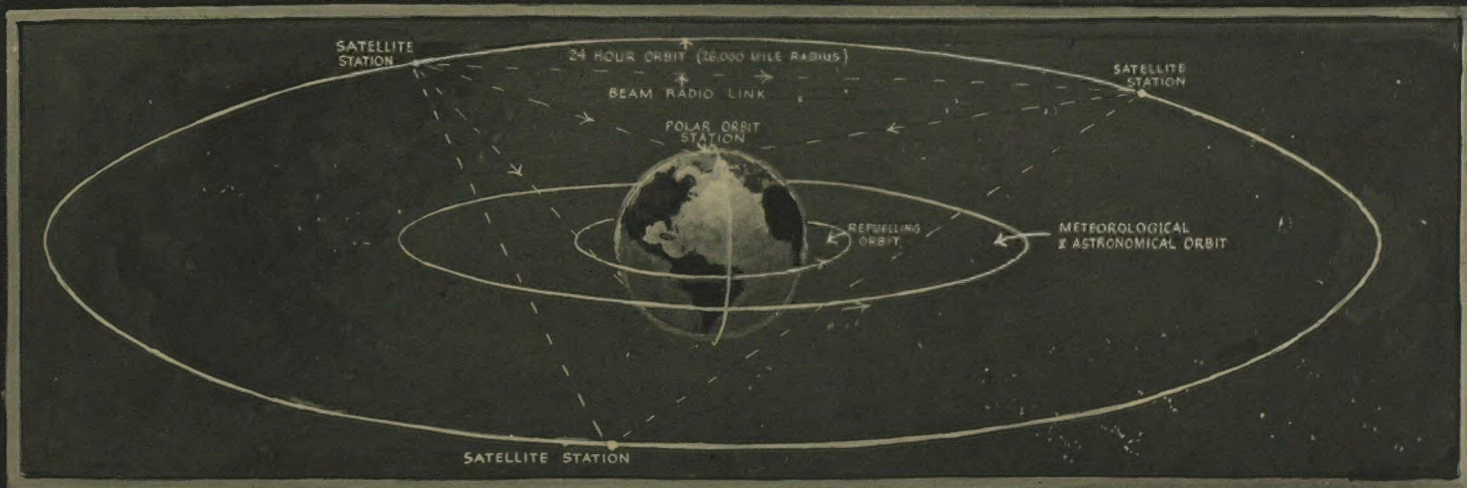 SATELLITE
STATION
24 HOUR ORBIT (26,000 MILE RADIUS)
BEAM RADIO LINK
SATELLITE
STATION
POLAR ORBIT
STATION
REFUELLING
ORBIT
METEOROLOGICAL
& ASTRONOMICAL ORBIT
SATELLITE STATION